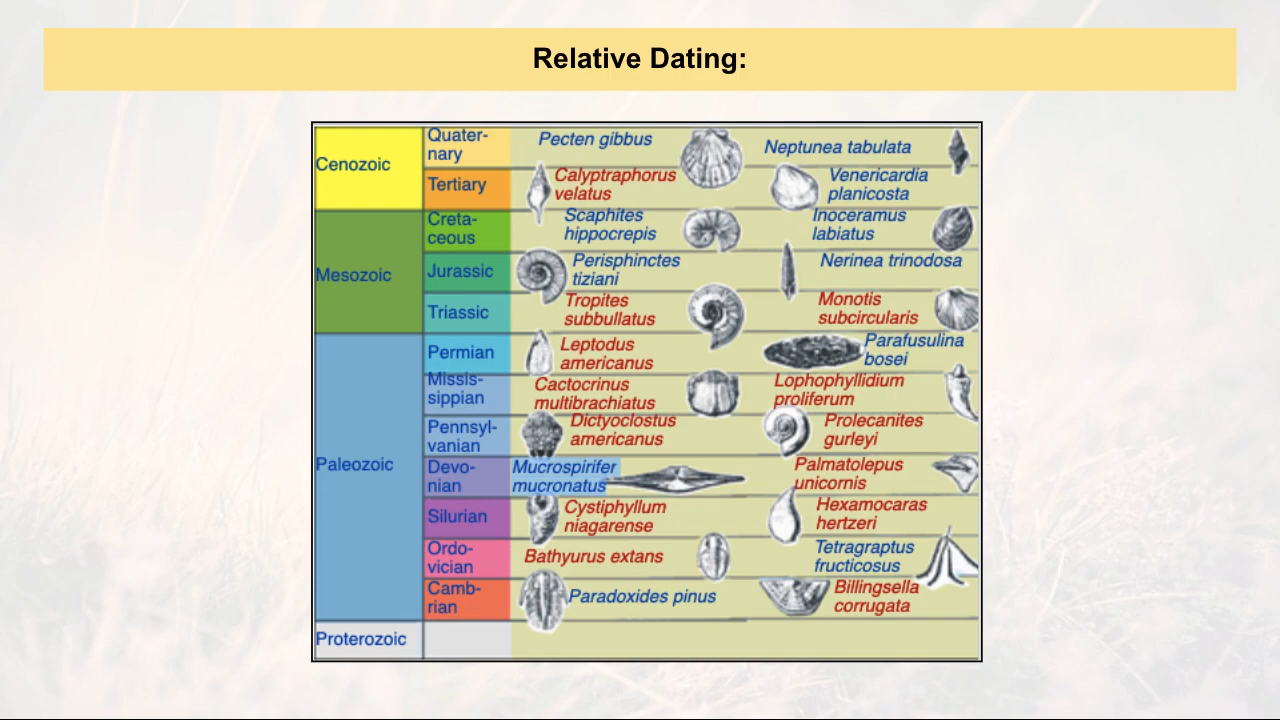 Relative Dating:
Cenozoic
Quater-
nary
Pecten gibbus
Neptunea tabulata
Tertiary
Calyptraphorus
velatus
Venericardia
planicosta
Mesozoic
Creta-
ceous
Scaphites
hippocrepis
Inoceramus
labiatus
Jurassic
Perisphinctes
tiziani
Nerinea trinodosa
Triassic
Tropites
subbullatus
Monotis
subcircularis
Paleozoic
Permian
Leptodus
americanus
Parafusulina
bosei
Missis-
sippian
Cactocrinus
multibrachiatus
Lophophyllidium
proliferum
Pennsyl-
vanian
Dictyoclostus
americanus
Prolecanites
gurleyi
Devo-
nian
Mucrospirifer
mucronatus
Palmatolepus
unicornis
Silurian
Cystiphyllum
niagarense
Hexamocaras
hertzeri
Ordo-
vician
Bathyurus extans
Tetragraptus
fructicosus
Camb-
rian
Paradoxides pinus
Billingsella
corrugata
Proterozoic